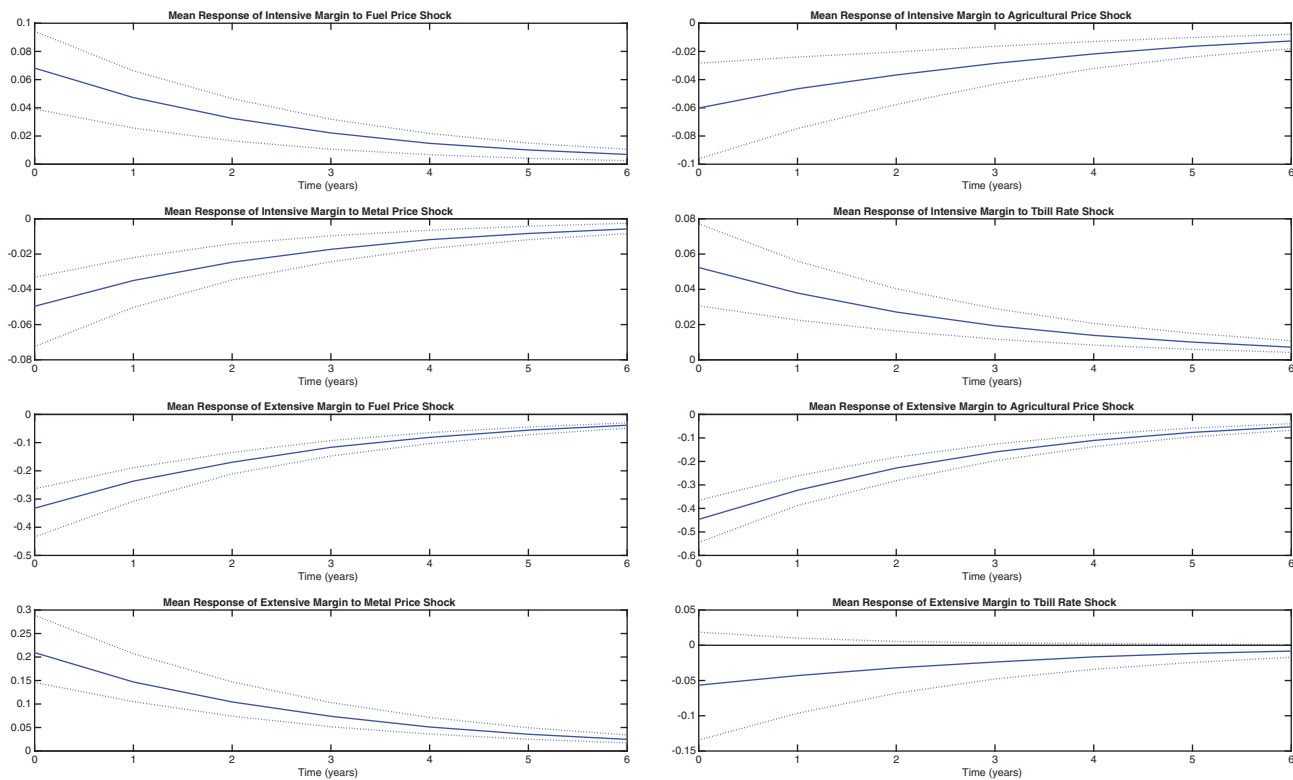 Mean Response of Intensive Margin to Fuel Price Shock
0.1
0.08
0.06
0.04
0.02
0
0 1 2 3 4 5 6
Time (years)
Mean Response of Intensive Margin to Agricultural Price Shock
0
-0.02
-0.04
-0.06
-0.08
-0.1
0 1 2 3 4 5 6
Time (years)
Mean Response of Intensive Margin to Metal Price Shock
0
-0.02
-0.04
-0.06
-0.08
0 1 2 3 4 5 6
Time (years)
Mean Response of Intensive Margin to Tbill Rate Shock
0.08
0.06
0.04
0.02
0
0 1 2 3 4 5 6
Time (years)
Mean Response of Extensive Margin to Fuel Price Shock
0
-0.1
-0.2
-0.3
-0.4
-0.5
0 1 2 3 4 5 6
Time (years)
Mean Response of Extensive Margin to Agricultural Price Shock
0
-0.1
-0.2
-0.3
-0.4
-0.5
-0.6
0 1 2 3 4 5 6
Time (years)
Mean Response of Extensive Margin to Metal Price Shock
0.3
0.25
0.2
0.15
0.1
0.05
0
0 1 2 3 4 5 6
Time (years)
Mean Response of Extensive Margin to Tbill Rate Shock
0.05
0
-0.05
-0.1
-0.15
0 1 2 3 4 5 6
Time (years)